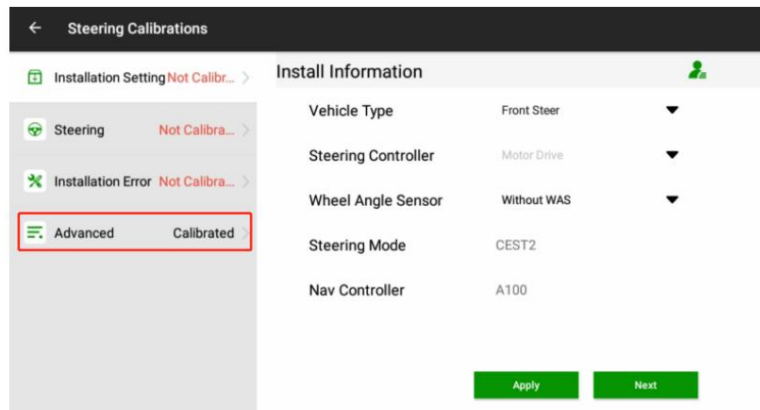 Steering Calibrations
Installation Setting Not Calibr...
Steering Not Calibra...
Installation Error Not Calibra...
Advanced Calibrated
Install Information
Vehicle Type Front Steer
Steering Controller Motor Drive
Wheel Angle Sensor Without WAS
Steering Mode CEST2
Nav Controller A100
Apply Next